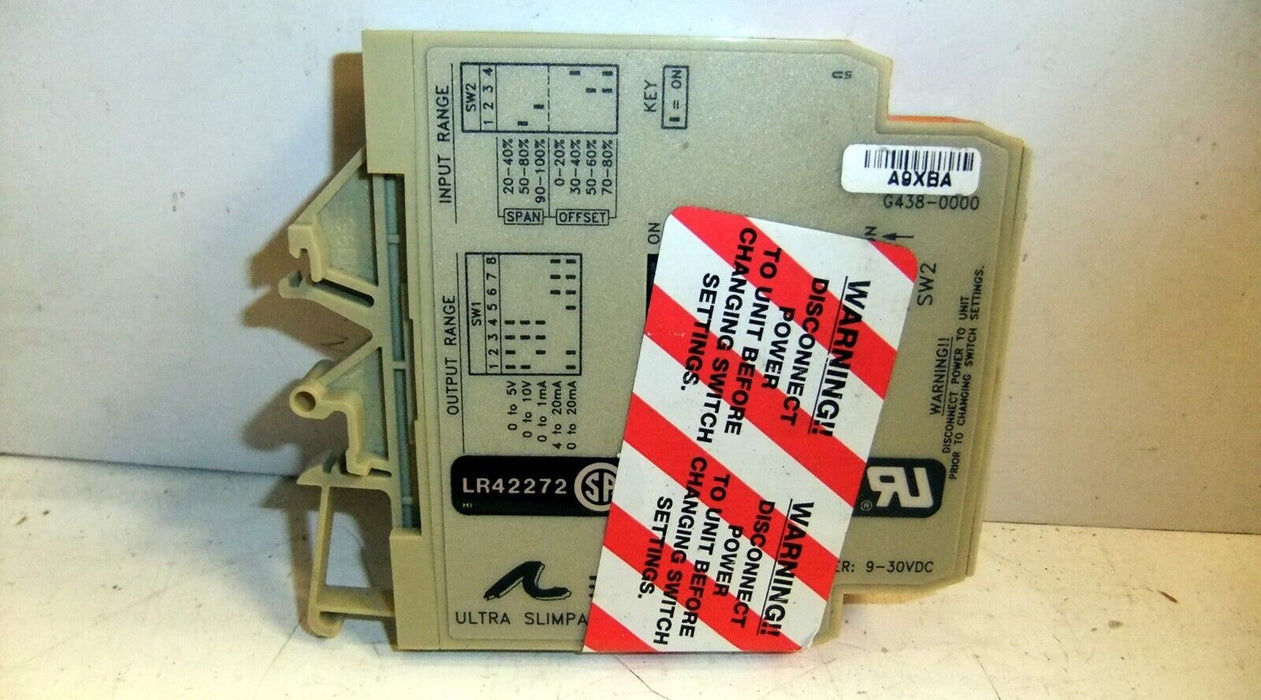 INPUT RANGE
SW2
1 2 3 4
20-40%
50-80%
90-100%
0-20%
30-40%
50-60%
70-80%
SPAN
OFFSET
KEY
= ON
A9XBA
G438-0000
ON
SW2
OUTPUT RANGE
SW1
1 2 3 4 5 6 7 8
0 to 5V
0 to 10V
0 to 1mA
4 to 20mA
0 to 20mA
WARNING!!
DISCONNECT POWER TO UNIT
PRIOR TO CHANGING SWITCH SETTINGS.
WARNING!!
DISCONNECT
POWER
TO UNIT BEFORE
CHANGING SWITCH
SETTINGS.
WARNING!!
DISCONNECT
POWER
TO UNIT BEFORE
CHANGING SWITCH
SETTINGS.
LR42272
HI
SA
UR
®
ER: 9-30VDC
ULTRA SLIMPA